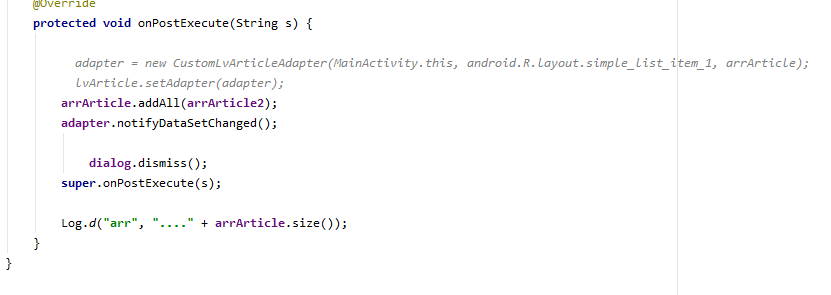 @Override
protected void onPostExecute(String s) {
adapter = new CustomLvArticleAdapter(MainActivity.this, android.R.layout.simple_list_item_1, arrArticle);
lvArticle.setAdapter(adapter);
arrArticle.addAll(arrArticle2);
adapter.notifyDataSetChanged();
dialog.dismiss();
super.onPostExecute(s);
Log.d("arr", "...." + arrArticle.size());
}
}